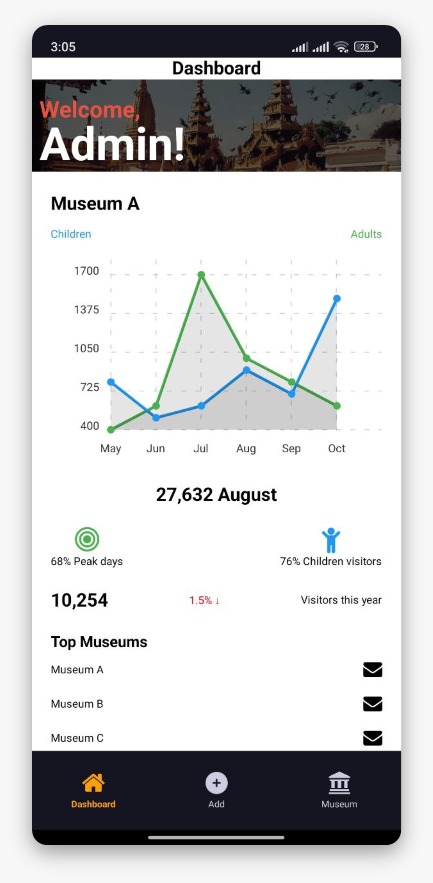 3:05 28
Dashboard
Welcome,
Admin!
Museum A
Children Adults
1700
1375
1050
725
400
May Jun Jul Aug Sep Oct
27,632 August
68% Peak days 76% Children visitors
10,254 1.5% ↓ Visitors this year
Top Museums
Museum A
Museum B
Museum C
Dashboard Add Museum